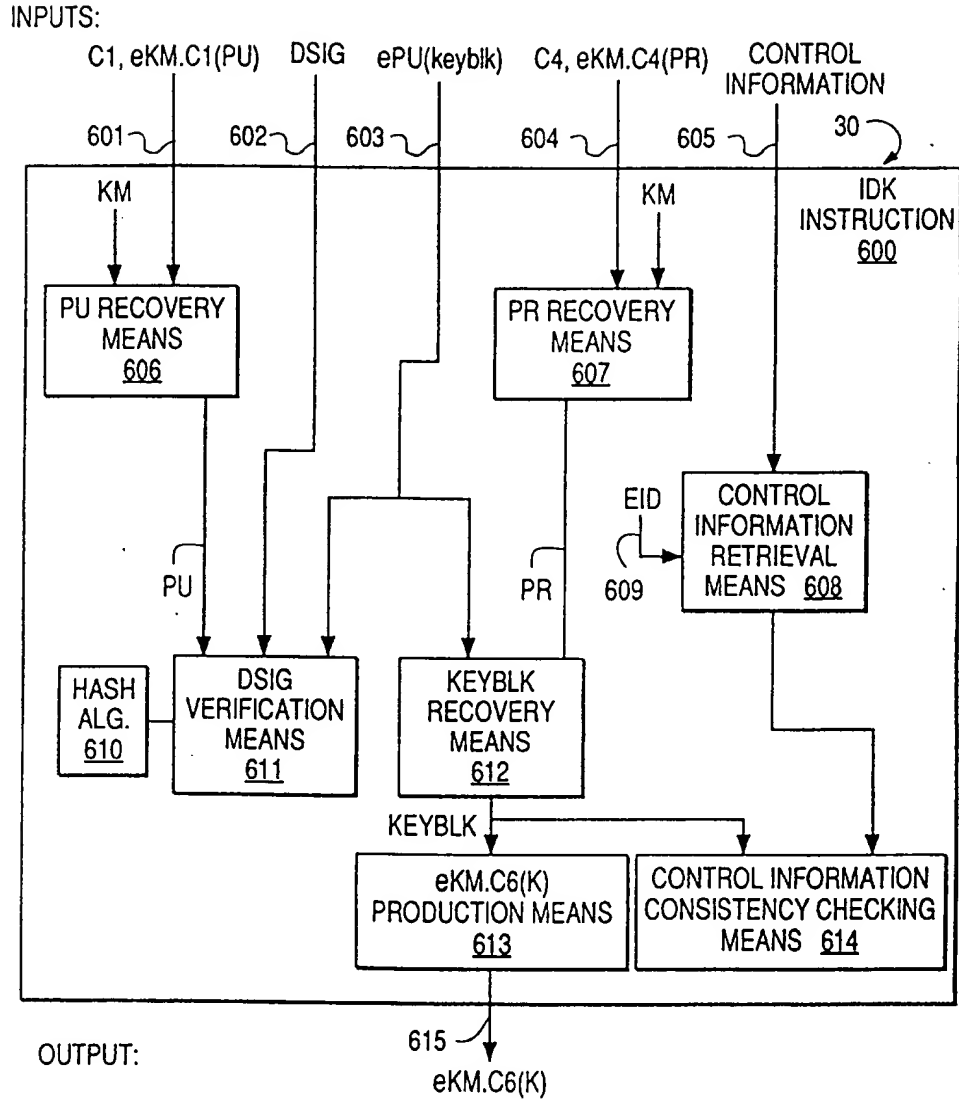 INPUTS:
C1, eKM.C1(PU)
DSIG
ePU(keyblk)
C4, eKM.C4(PR)
CONTROL
INFORMATION
601
602
603
604
605
30
KM
KM
IDK
INSTRUCTION
600
PU RECOVERY
MEANS
606
PR RECOVERY
MEANS
607
EID
609
CONTROL
INFORMATION
RETRIEVAL
MEANS 608
PU
PR
HASH
ALG.
610
DSIG
VERIFICATION
MEANS
611
KEYBLK
RECOVERY
MEANS
612
KEYBLK
eKM.C6(K)
PRODUCTION MEANS
613
CONTROL INFORMATION
CONSISTENCY CHECKING
MEANS 614
615
OUTPUT:
eKM.C6(K)